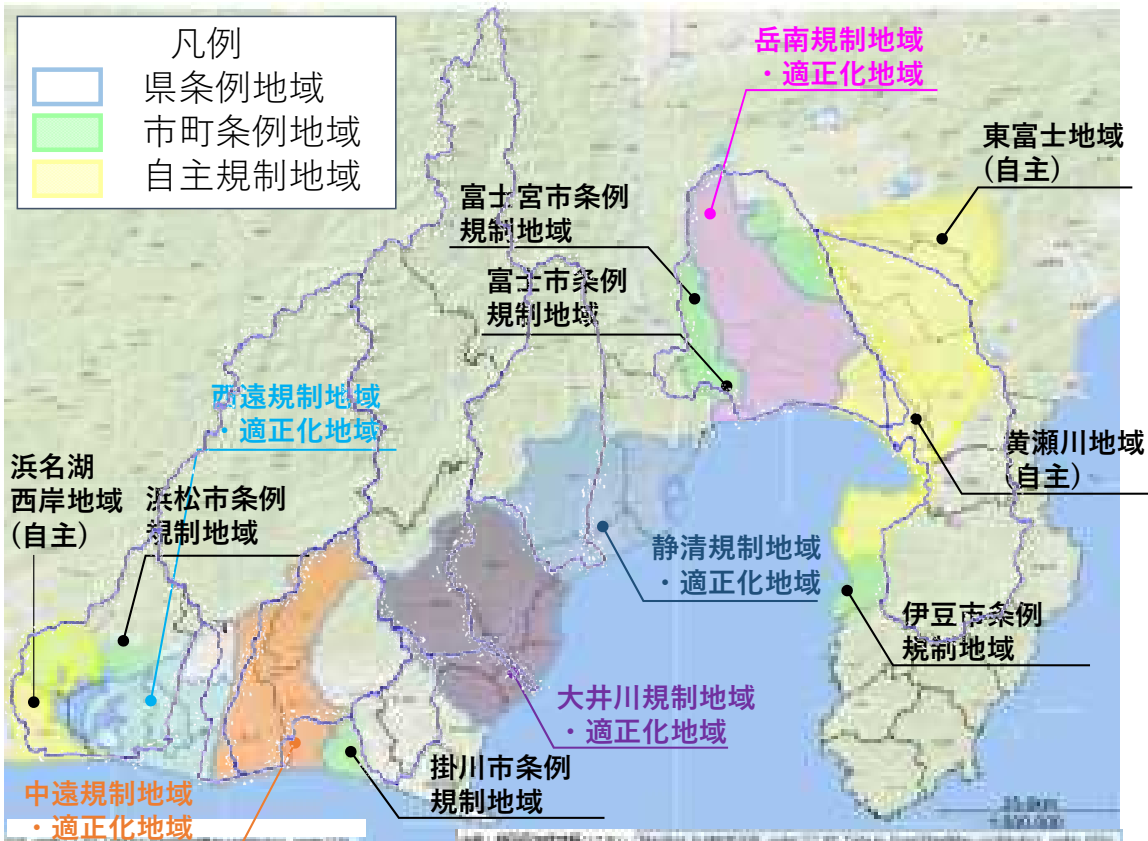 凡例
県条例地域
市町条例地域
自主規制地域
岳南規制地域
・適正化地域
東富士地域
(自主)
富士宮市条例
規制地域
富士市条例
規制地域
西遠規制地域
・適正化地域
浜名湖
西岸地域
(自主)
浜松市条例
規制地域
黄瀬川地域
(自主)
静清規制地域
・適正化地域
伊豆市条例
規制地域
大井川規制地域
・適正化地域
掛川市条例
規制地域
中遠規制地域
・適正化地域